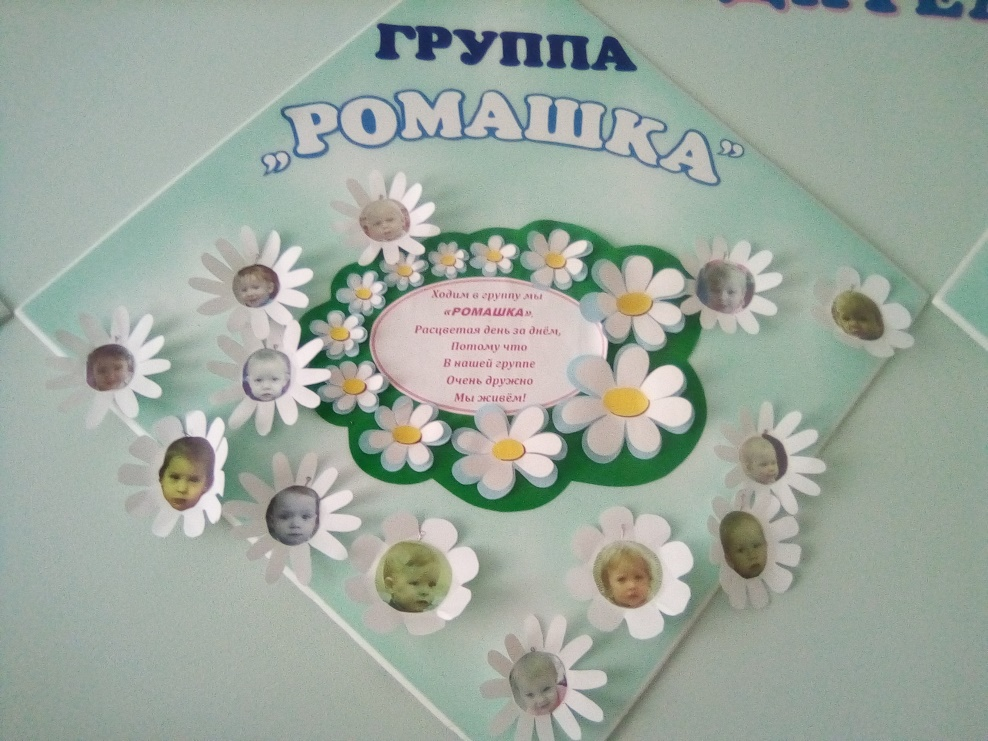 ГРУППА
„РОМАШКА”
Ходим в группу мы
«РОМАШКА»,
Расцветая день за днём,
Потому что
В нашей группе
Очень дружно
Мы живём!